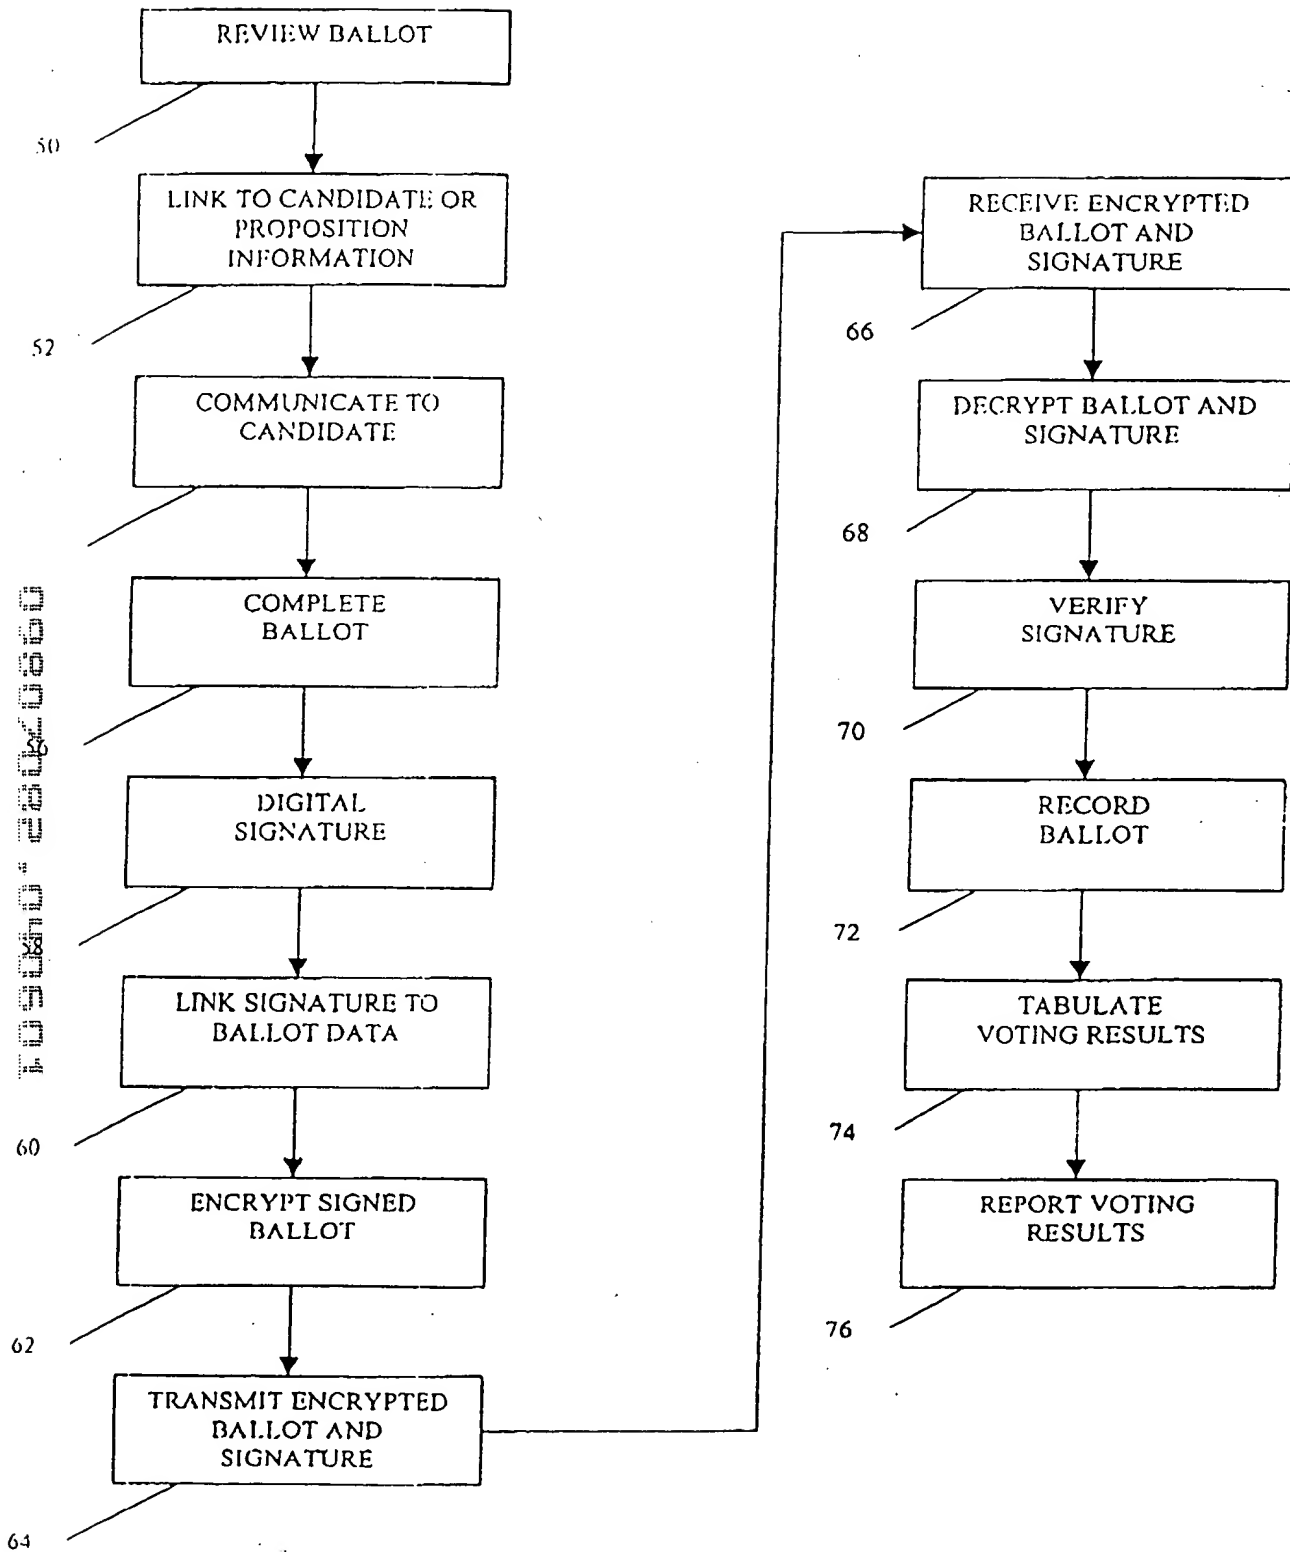 REVIEW BALLOT
50
LINK TO CANDIDATE OR
PROPOSITION
INFORMATION
52
COMMUNICATE TO
CANDIDATE
COMPLETE
BALLOT
56
DIGITAL
SIGNATURE
58
LINK SIGNATURE TO
BALLOT DATA
60
ENCRYPT SIGNED
BALLOT
62
TRANSMIT ENCRYPTED
BALLOT AND
SIGNATURE
64
RECEIVE ENCRYPTED
BALLOT AND
SIGNATURE
66
DECRYPT BALLOT AND
SIGNATURE
68
VERIFY
SIGNATURE
70
RECORD
BALLOT
72
TABULATE
VOTING RESULTS
74
REPORT VOTING
RESULTS
76